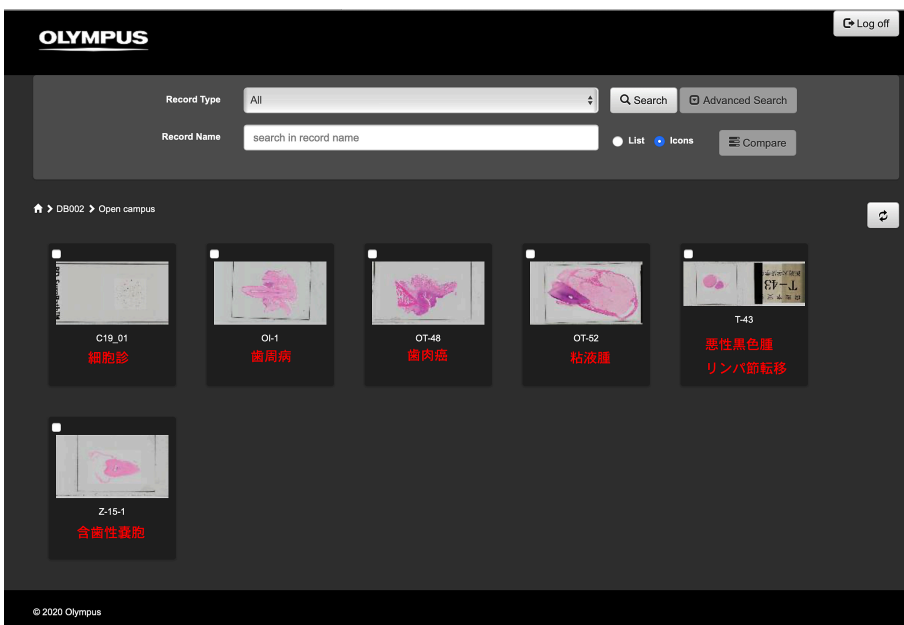 Log off
OLYMPUS
Record Type
All
Search
Advanced Search
Record Name
search in record name
List
Icons
Compare
DB002
Open campus
C19_01
細胞診
OI-1
歯周病
OT-48
歯肉癌
OT-52
粘液腫
T-43
T-43
悪性黒色腫
リンパ節転移
Z-15-1
含歯性嚢胞
© 2020 Olympus